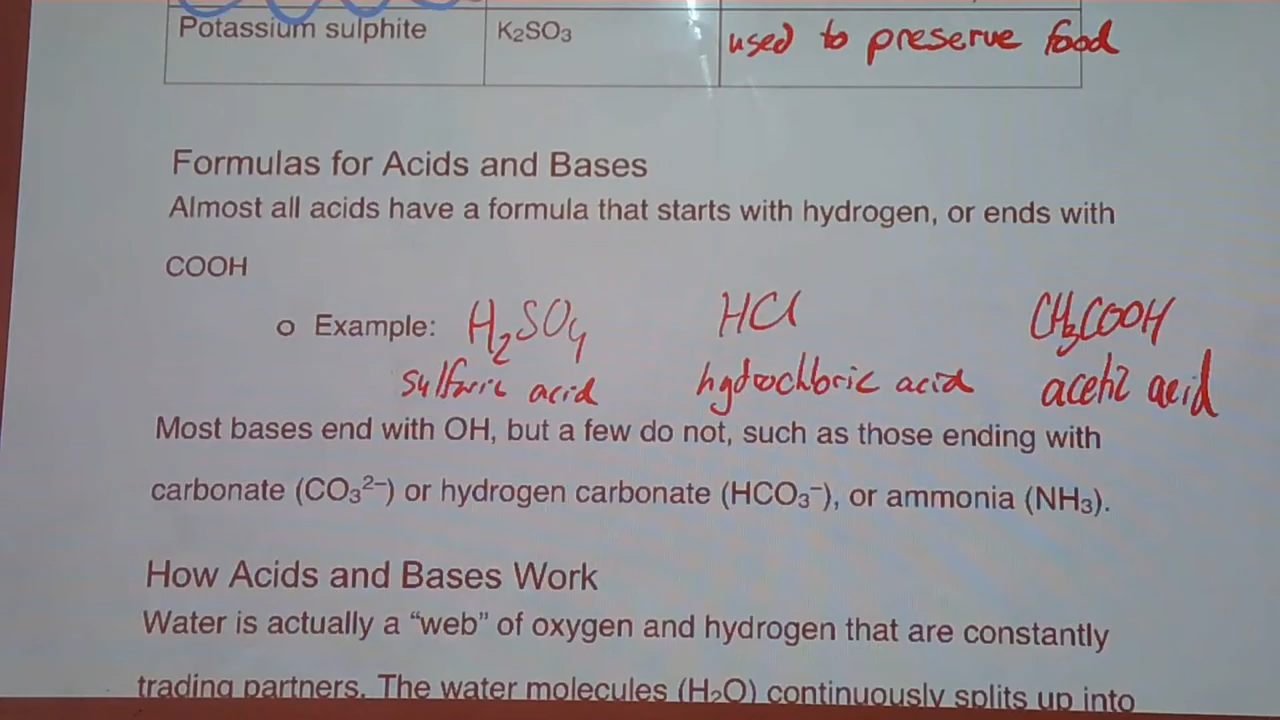 Potassium sulphite K₂SO₃ used to preserve food
Formulas for Acids and Bases
Almost all acids have a formula that starts with hydrogen, or ends with
COOH
o Example: H₂SO₄ HCl CH₃COOH
sulfuric acid hydrochloric acid acetic acid
Most bases end with OH, but a few do not, such as those ending with
carbonate (CO₃²⁻) or hydrogen carbonate (HCO₃⁻), or ammonia (NH₃).
How Acids and Bases Work
Water is actually a “web” of oxygen and hydrogen that are constantly
trading partners. The water molecules (H₂O) continuously splits up into